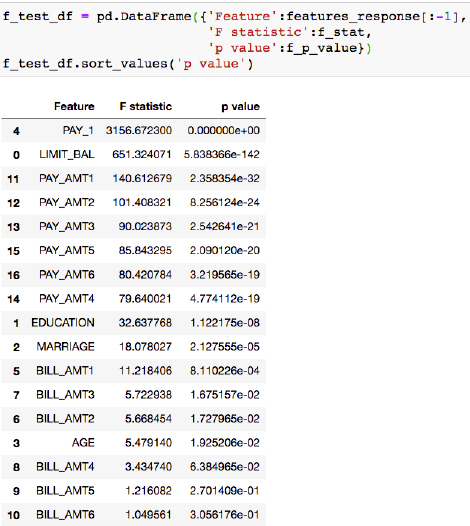 f_test_df = pd.DataFrame({'Feature':features_response[:-1],
'F statistic':f_stat,
'p value':f_p_value})
f_test_df.sort_values('p value')
Feature F statistic p value
4 PAY_1 3156.672300 0.000000e+00
0 LIMIT_BAL 651.324071 5.838366e-142
11 PAY_AMT1 140.612679 2.358354e-32
12 PAY_AMT2 101.408321 8.256124e-24
13 PAY_AMT3 90.023873 2.542641e-21
15 PAY_AMT5 85.843295 2.090120e-20
16 PAY_AMT6 80.420784 3.219565e-19
14 PAY_AMT4 79.640021 4.774112e-19
1 EDUCATION 32.637768 1.122175e-08
2 MARRIAGE 18.078027 2.127555e-05
5 BILL_AMT1 11.218406 8.110226e-04
7 BILL_AMT3 5.722938 1.675157e-02
6 BILL_AMT2 5.668454 1.727965e-02
3 AGE 5.479140 1.925206e-02
8 BILL_AMT4 3.434740 6.384965e-02
9 BILL_AMT5 1.216082 2.701409e-01
10 BILL_AMT6 1.049561 3.056176e-01